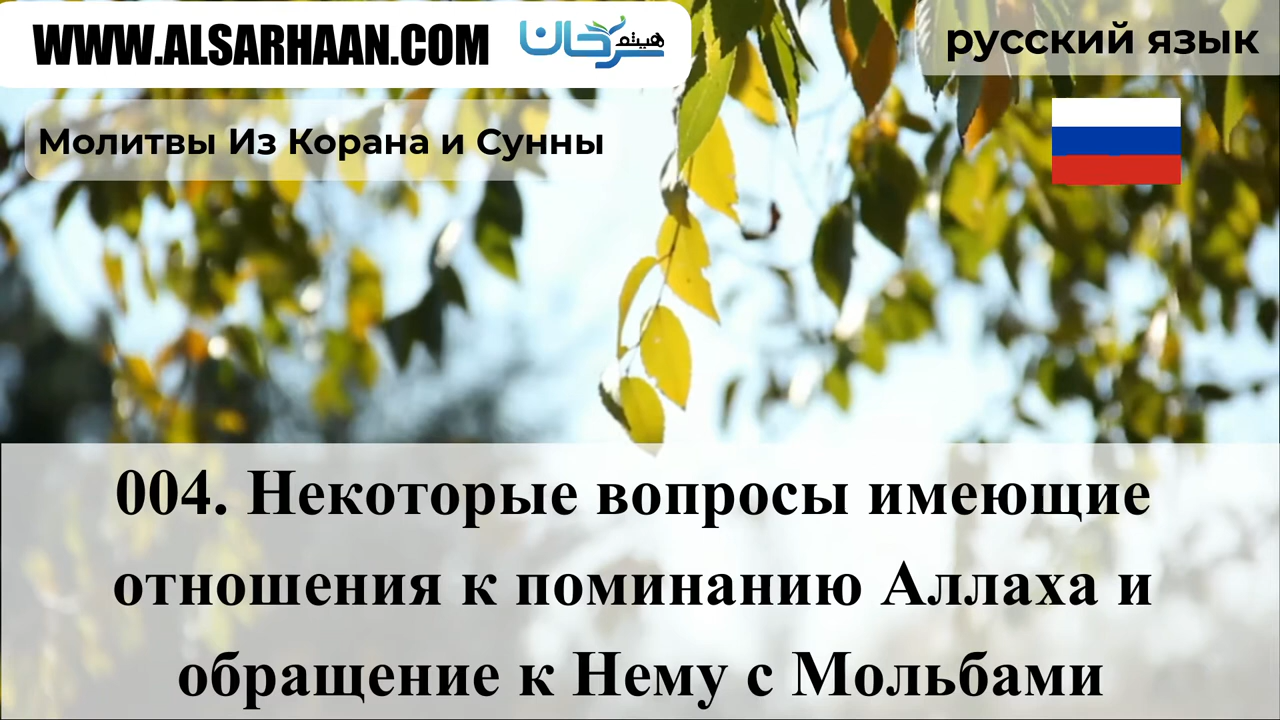 WWW.ALSARHAAN.COM
هيثم سرحان
русский язык
Молитвы Из Корана и Сунны
004. Некоторые вопросы имеющие
отношения к поминанию Аллаха и
обращение к Нему с Мольбами